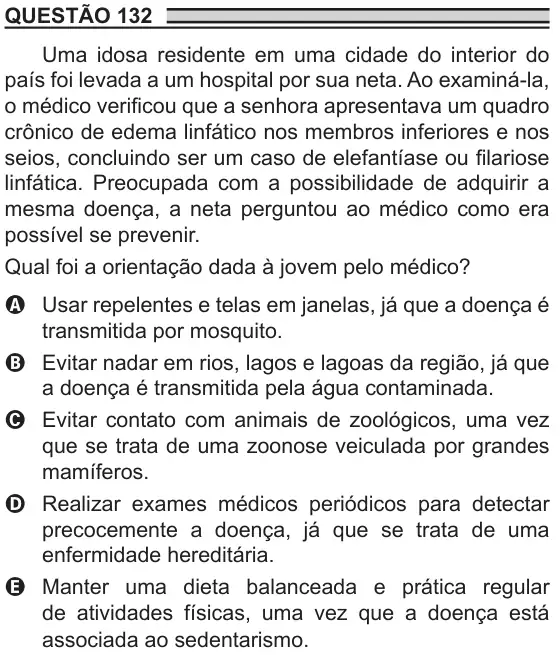 QUESTÃO 132
Uma idosa residente em uma cidade do interior do
país foi levada a um hospital por sua neta. Ao examiná-la,
o médico verificou que a senhora apresentava um quadro
crônico de edema linfático nos membros inferiores e nos
seios, concluindo ser um caso de elefantíase ou filariose
linfática. Preocupada com a possibilidade de adquirir a
mesma doença, a neta perguntou ao médico como era
possível se prevenir.
Qual foi a orientação dada à jovem pelo médico?
A Usar repelentes e telas em janelas, já que a doença é
transmitida por mosquito.
B Evitar nadar em rios, lagos e lagoas da região, já que
a doença é transmitida pela água contaminada.
C Evitar contato com animais de zoológicos, uma vez
que se trata de uma zoonose veiculada por grandes
mamíferos.
D Realizar exames médicos periódicos para detectar
precocemente a doença, já que se trata de uma
enfermidade hereditária.
E Manter uma dieta balanceada e prática regular
de atividades físicas, uma vez que a doença está
associada ao sedentarismo.